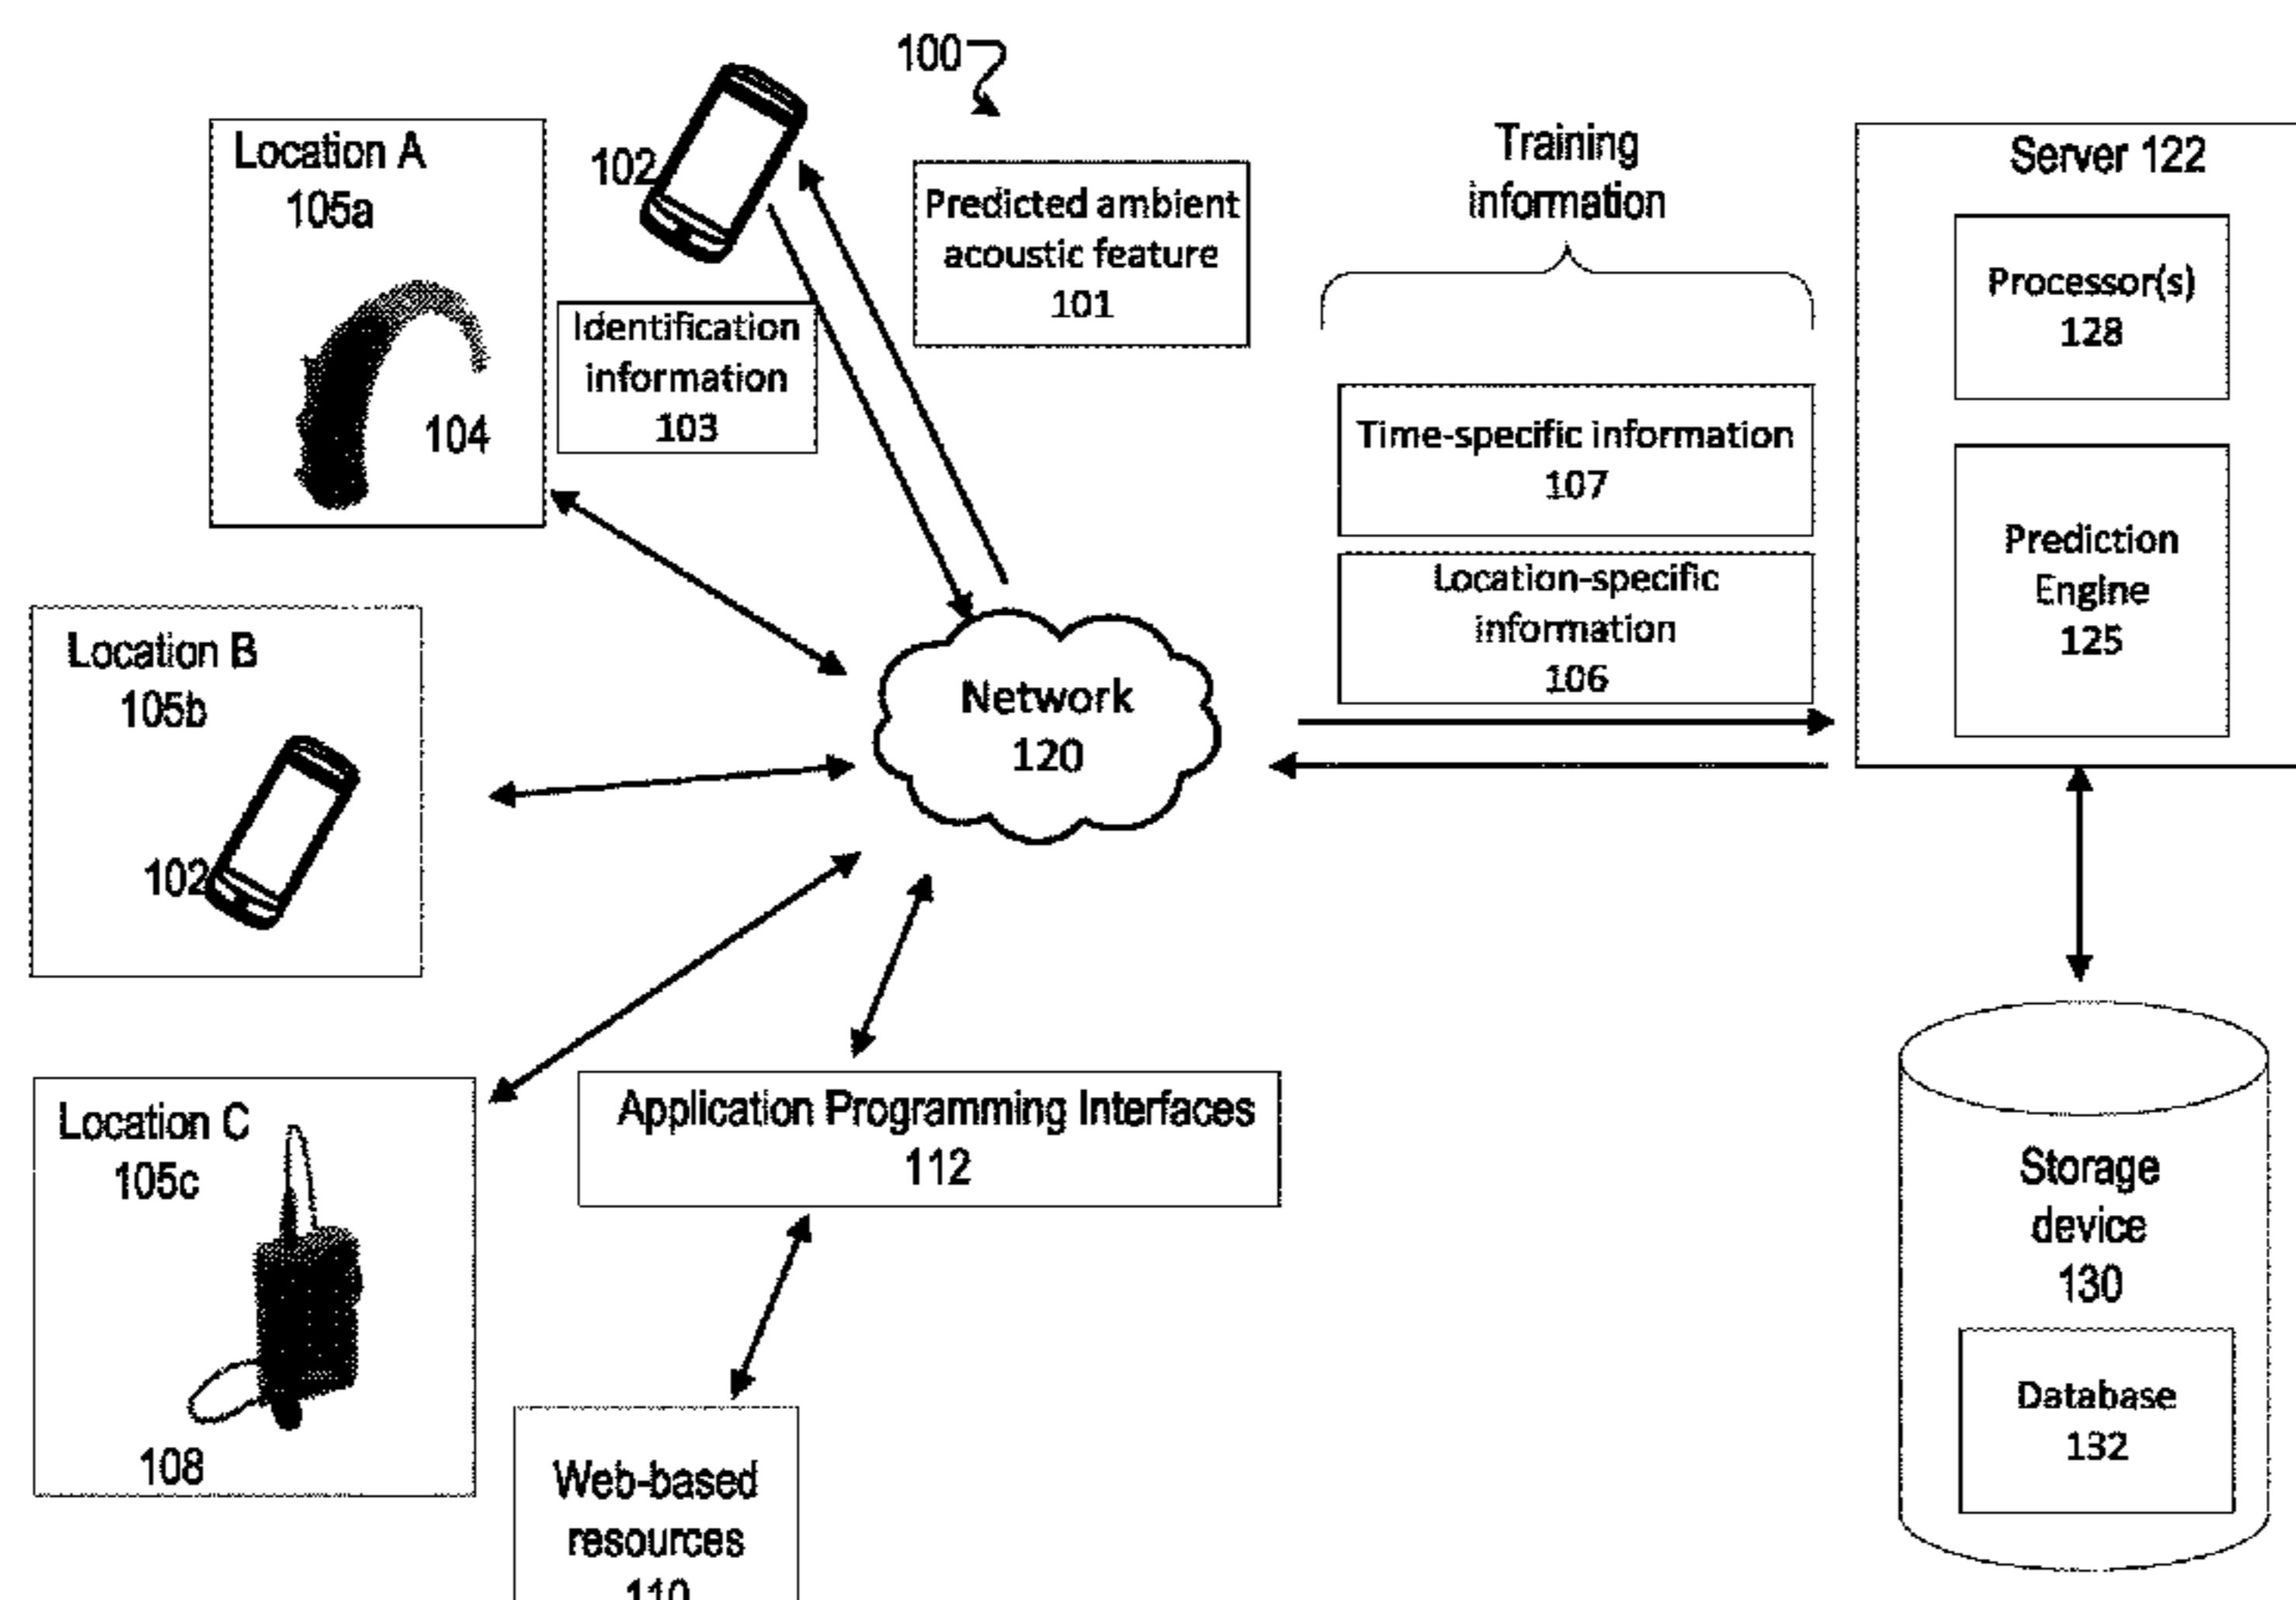 100
Location A
105a
104
102
Predicted ambient
acoustic feature
101
Identification
information
103
Training
information
Time-specific information
107
Location-specific
information
106
Server 122
Processor(s)
128
Prediction
Engine
125
Location B
105b
102
Network
120
Location C
105c
108
Application Programming Interfaces
112
Web-based
resources
110
Storage
device
130
Database
132